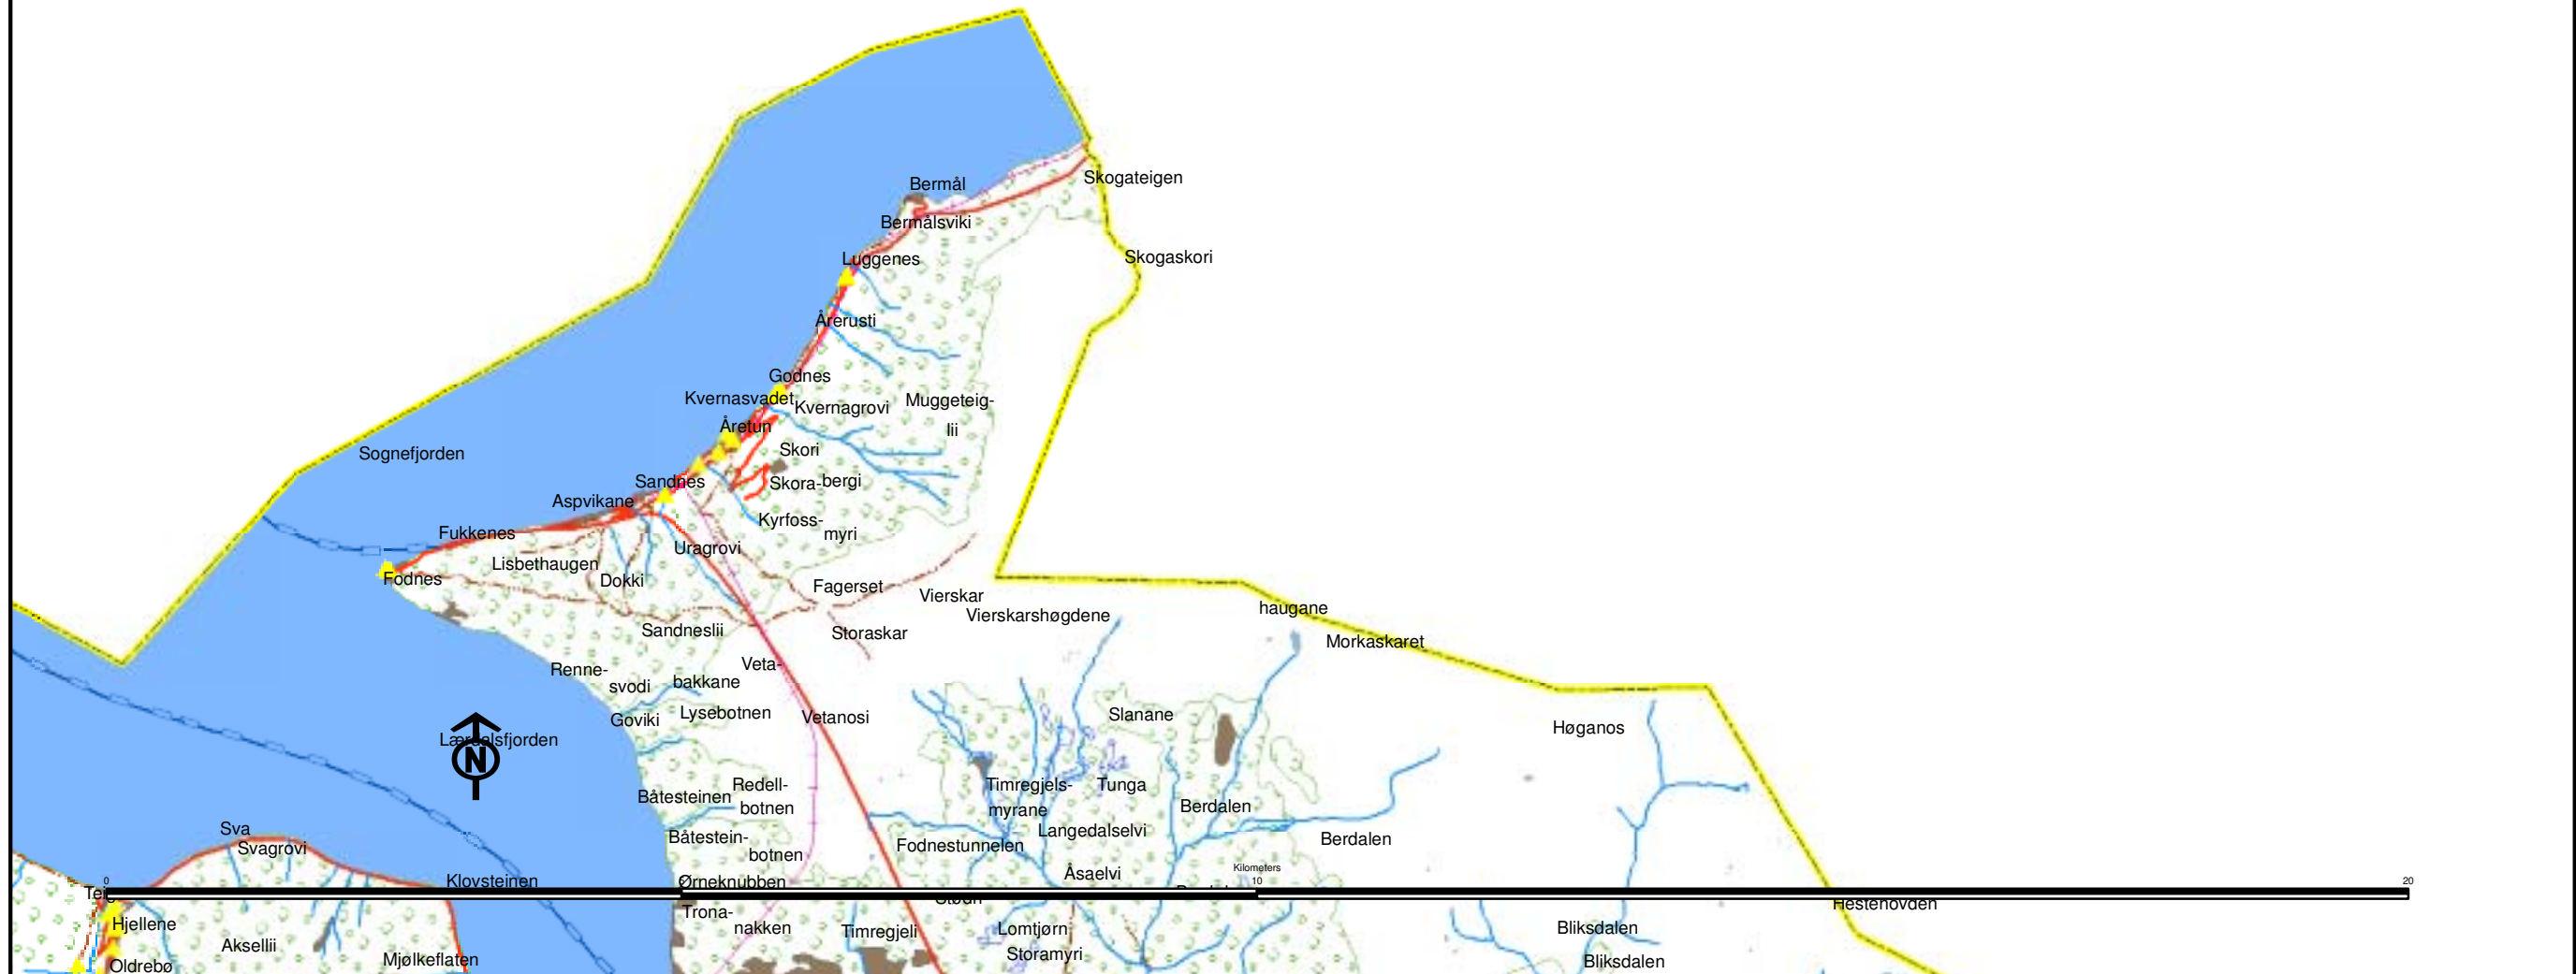 Bermål
Skogateigen
Bermålsviki
Skogaskori
Luggenes
Årerusti
Godnes
Kvernasvadet
Kvernagrovi
Muggeteig-
lii
Åretun
Skori
Sognefjorden
Sandnes
Skora-bergi
Aspvikane
Kyrfoss-
myri
Fukkenes
Uragrovi
Lisbethaugen
Fodnes
Dokki
Fagerset
Vierskar
Vierskarshøgdene
haugane
Sandneslii
Storaskar
Morkaskaret
Renne-
svodi
Veta-
bakkane
Goviki
Lysebotnen
Vetanosi
Slanane
Høganos
Lærdalsfjorden
N
Båtesteinen
Redell-
botnen
Timregjels-
myrane
Tunga
Berdalen
Sva
Svagrovi
Båtestein-
botnen
Fodnestunnelen
Langedalselvi
Berdalen
Åsaelvi
Kilometers
0
10
20
Klovsteinen
Ørneknubben
Hestehovden
Hjellene
Trona-
nakken
Timregjeli
Lomtjørn
Bliksdalen
Aksellii
Mjølkeflaten
Storamyri
Bliksdalen
Oldrebø